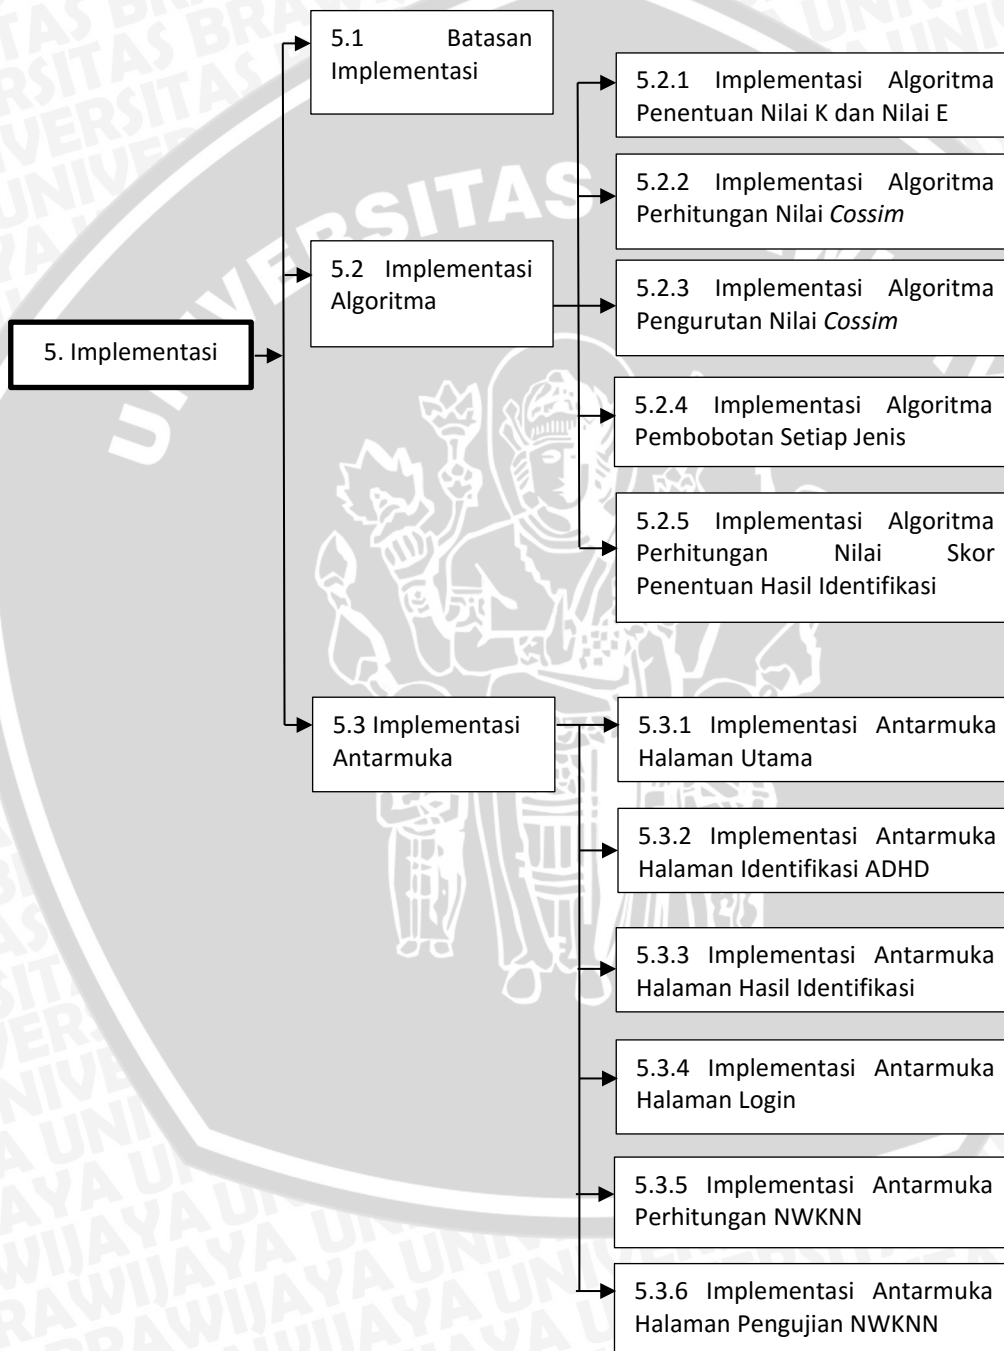 5. Implementasi
5.1 Batasan
Implementasi
5.2 Implementasi
Algoritma
5.2.1 Implementasi Algoritma
Penentuan Nilai K dan Nilai E
5.2.2 Implementasi Algoritma
Perhitungan Nilai Cossim
5.2.3 Implementasi Algoritma
Pengurutan Nilai Cossim
5.2.4 Implementasi Algoritma
Pembobotan Setiap Jenis
5.2.5 Implementasi Algoritma
Perhitungan Nilai Skor
Penentuan Hasil Identifikasi
5.3 Implementasi
Antarmuka
5.3.1 Implementasi Antarmuka
Halaman Utama
5.3.2 Implementasi Antarmuka
Halaman Identifikasi ADHD
5.3.3 Implementasi Antarmuka
Halaman Hasil Identifikasi
5.3.4 Implementasi Antarmuka
Halaman Login
5.3.5 Implementasi Antarmuka
Perhitungan NWKNN
5.3.6 Implementasi Antarmuka
Halaman Pengujian NWKNN